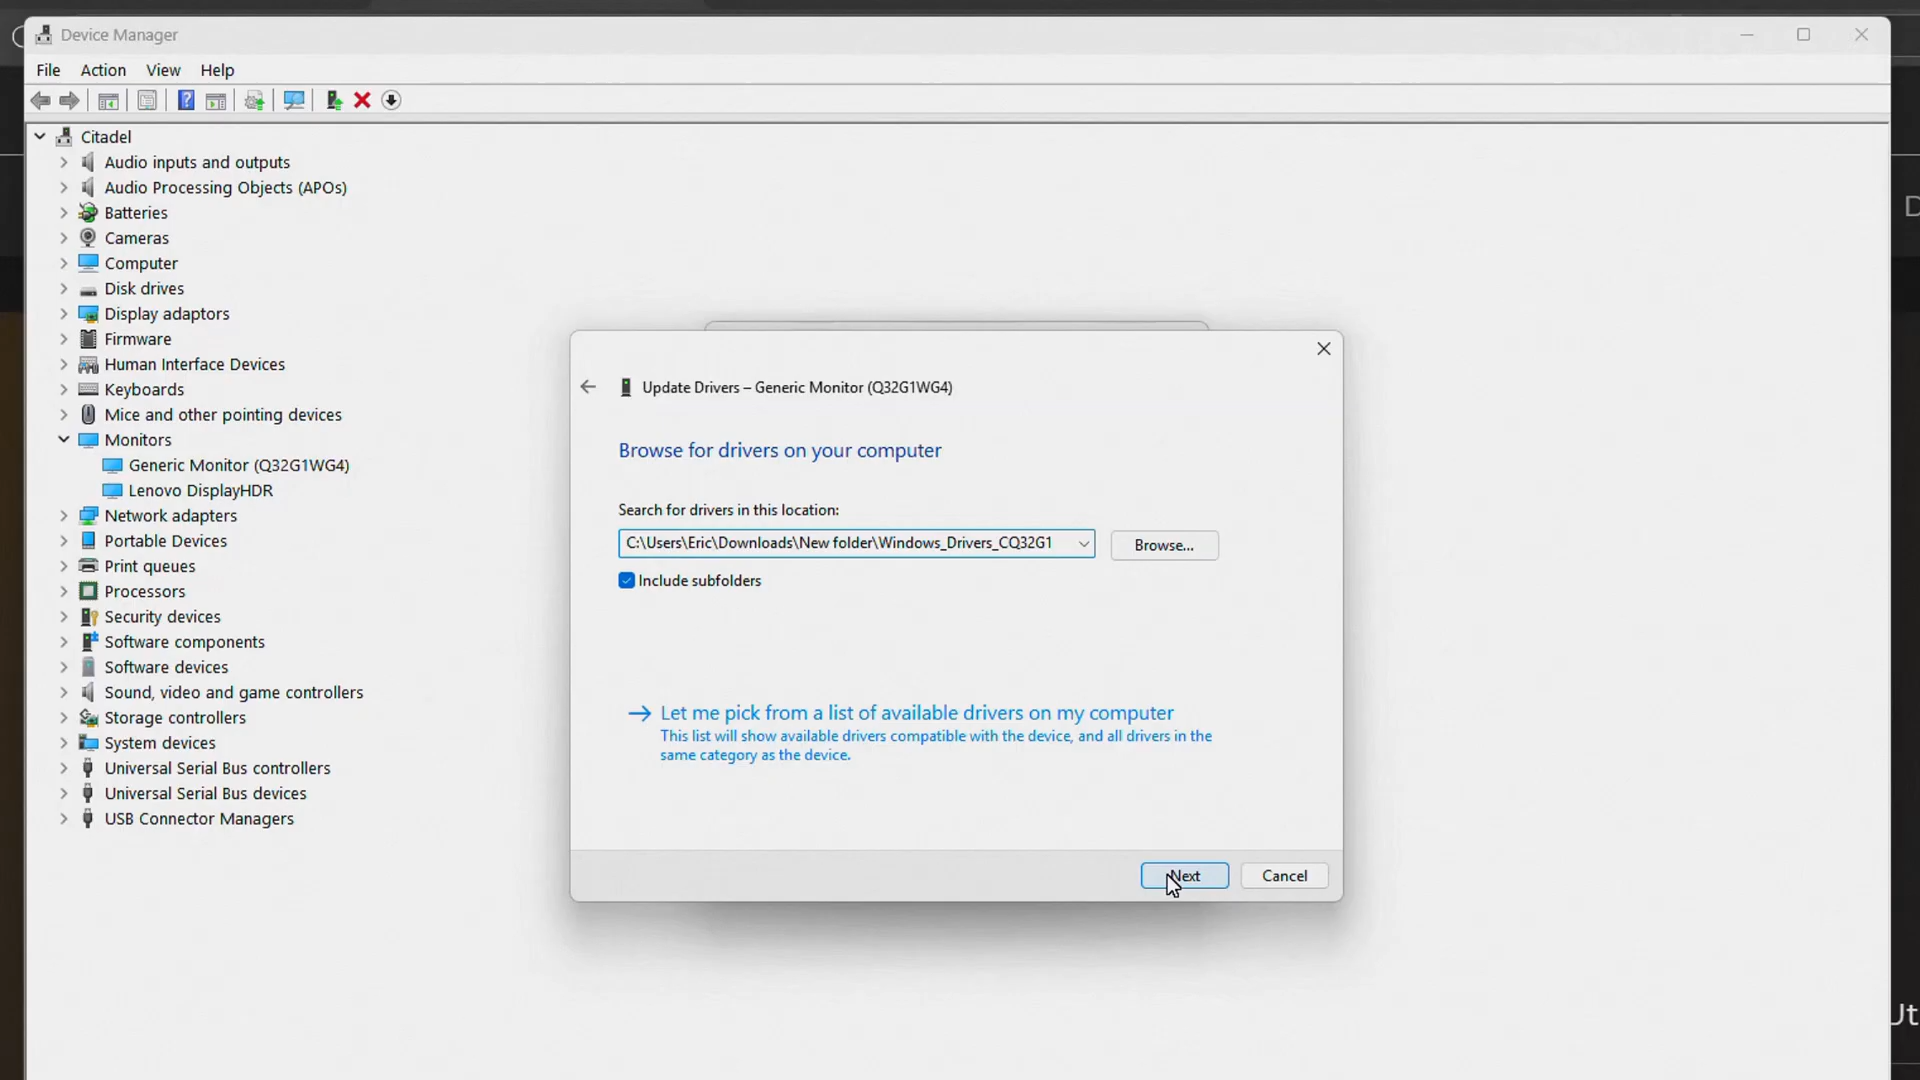 Device Manager
File Action View Help
Citadel
Audio inputs and outputs
Audio Processing Objects (APOs)
Batteries
Cameras
Computer
Disk drives
Display adaptors
Firmware
Human Interface Devices
Keyboards
Mice and other pointing devices
Monitors
Generic Monitor (Q32G1WG4)
Lenovo DisplayHDR
Network adapters
Portable Devices
Print queues
Processors
Security devices
Software components
Software devices
Sound, video and game controllers
Storage controllers
System devices
Universal Serial Bus controllers
Universal Serial Bus devices
USB Connector Managers
Update Drivers – Generic Monitor (Q32G1WG4)
Browse for drivers on your computer
Search for drivers in this location:
C:\Users\Eric\Downloads\New folder\Windows_Drivers_CQ32G1
Browse...
Include subfolders
Let me pick from a list of available drivers on my computer
This list will show available drivers compatible with the device, and all drivers in the
same category as the device.
Next Cancel